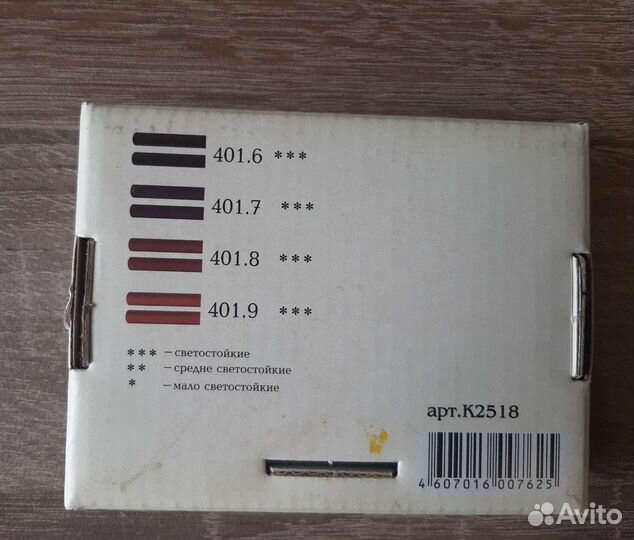 401.6 ***
401.7 ***
401.8 ***
401.9 ***
*** – светостойкие
** – средне светостойкие
* – мало светостойкие
арт.К2518
4 607016 007625
Avito